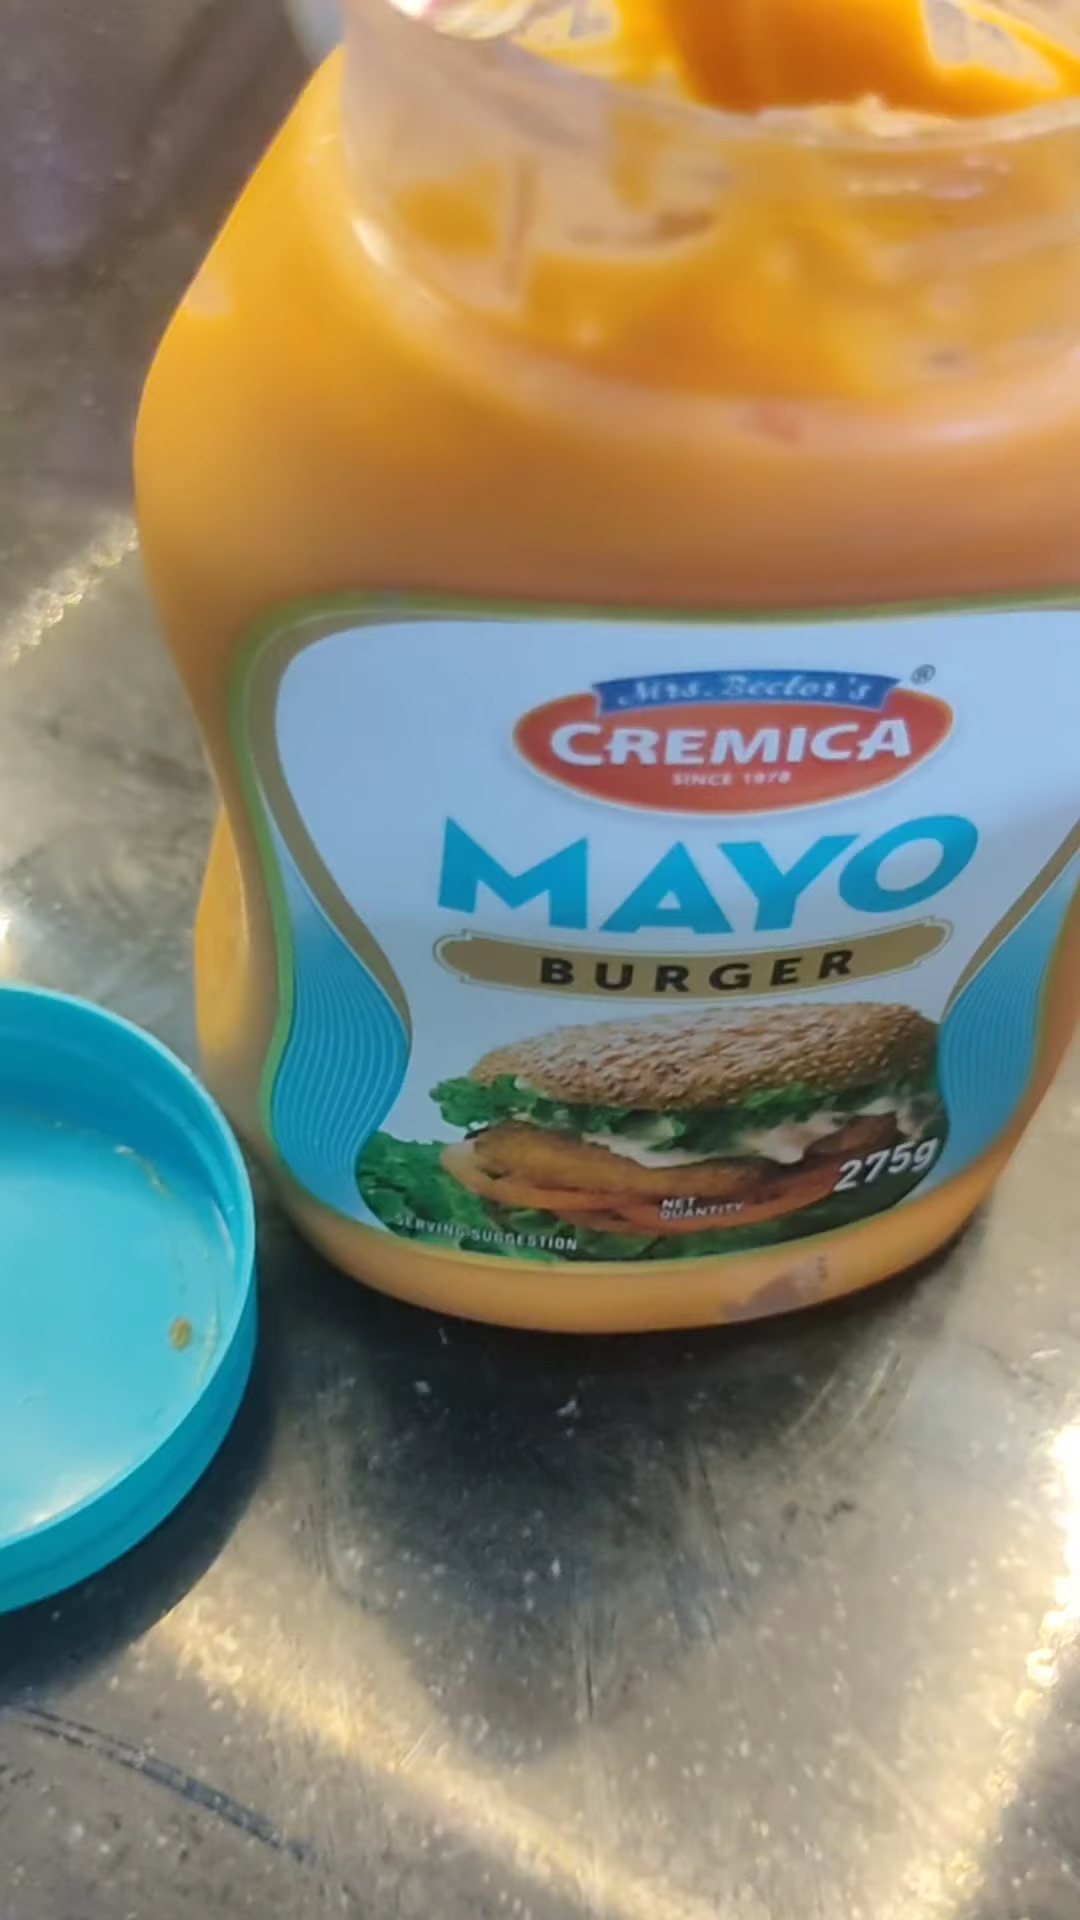 Mrs. Bector's
®
CREMICA
SINCE 1978
MAYO
BURGER
275g
NET
QUANTITY
SERVING SUGGESTION